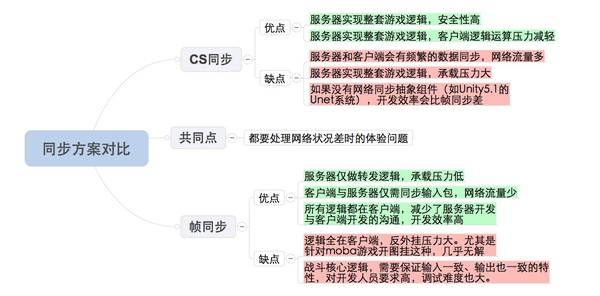 同步方案对比
CS同步
优点
服务器实现整套游戏逻辑，安全性高
服务器实现整套游戏逻辑，客户端逻辑运算压力减轻
缺点
服务器和客户端会有频繁的数据同步，网络流量多
服务器实现整套游戏逻辑，承载压力大
如果没有网络同步抽象组件（如Unity5.1的
Unet系统），开发效率会比帧同步差
共同点
都要处理网络状况差时的体验问题
帧同步
优点
服务器仅做转发逻辑，承载压力低
客户端与服务器仅需同步输入包，网络流量少
所有逻辑都在客户端，减少了服务器开发
与客户端开发的沟通，开发效率高
缺点
逻辑全在客户端，反外挂压力大。尤其是
针对moba游戏开图挂这种，几乎无解
战斗核心逻辑，需要保证输入一致、输出也一致的特
性，对开发人员要求高，调试难度也大。